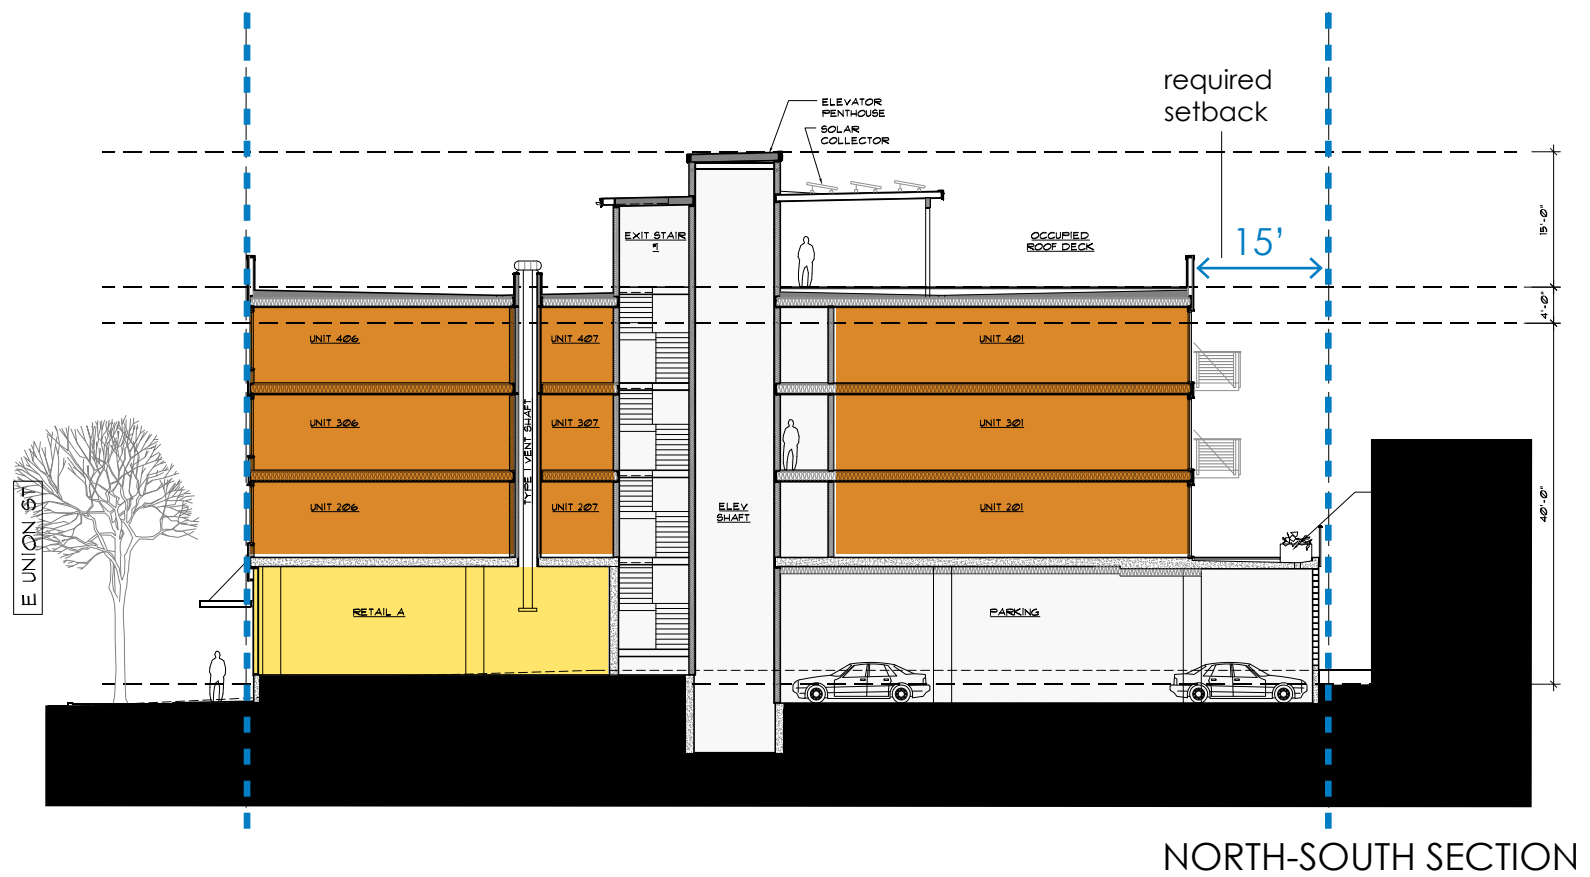 required
setback
ELEVATOR
PENTHOUSE
SOLAR
COLLECTOR
15'
EXIT STAIR
#1
OCCUPIED
ROOF DECK
15'-0"
4'-0"
40'-0"
UNIT 406
UNIT 407
UNIT 401
UNIT 306
UNIT 307
UNIT 301
TYPE 1 VENT SHAFT
UNIT 206
UNIT 207
ELEV
SHAFT
UNIT 201
E UNION ST
RETAIL A
PARKING
NORTH-SOUTH SECTION